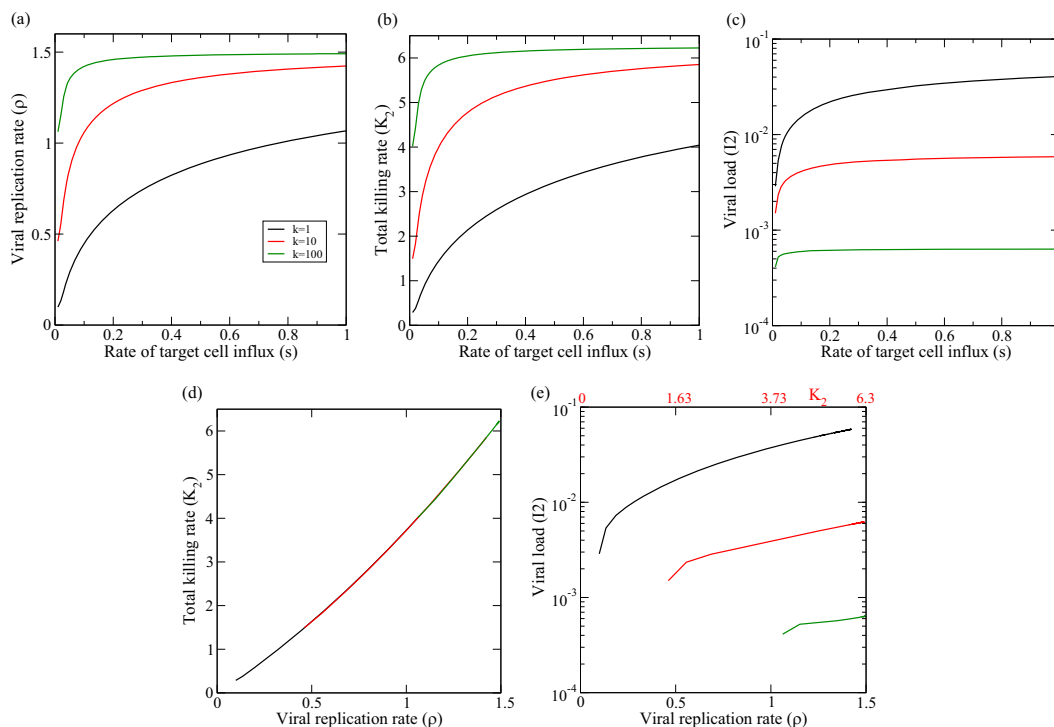 (a)
Viral replication rate (ρ)
1.5
1
0.5
0
0
0.2
0.4
0.6
0.8
1
Rate of target cell influx (s)
k=1
k=10
k=100
(b)
Total killing rate (K2)
6
5
4
3
2
1
0
0
0.2
0.4
0.6
0.8
1
Rate of target cell influx (s)
(c)
Viral load (I2)
10-1
10-2
10-3
10-4
0
0.2
0.4
0.6
0.8
1
Rate of target cell influx (s)
(d)
Total killing rate (K2)
6
5
4
3
2
1
0
0
0.5
1
1.5
Viral replication rate (ρ)
(e)
0
1.63
3.73
K2
6.3
Viral load (I2)
10-1
10-2
10-3
10-4
0
0.5
1
1.5
Viral replication rate (ρ)